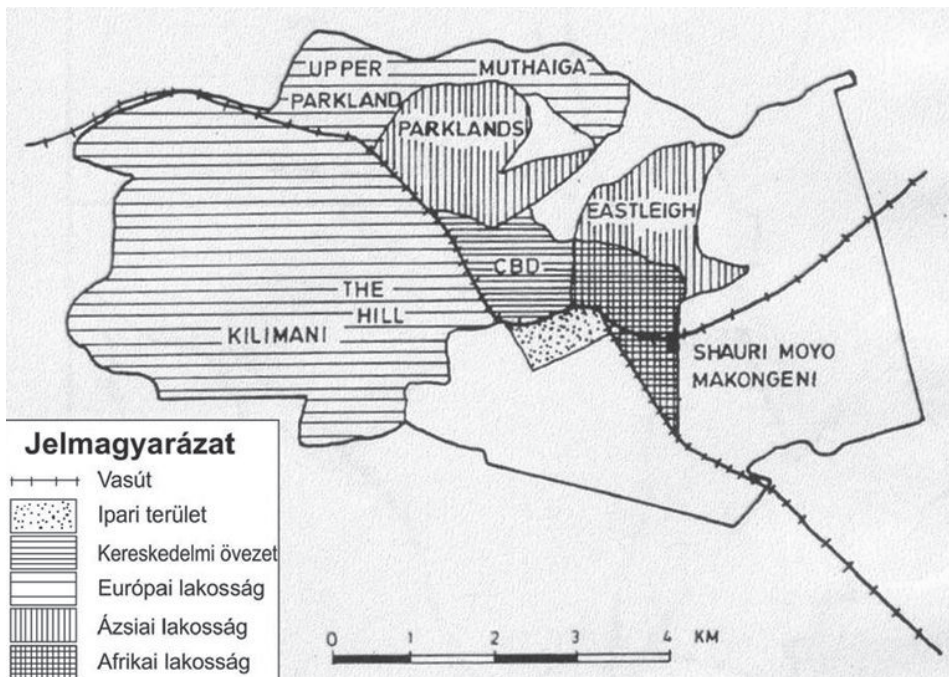 UPPER MUTHAIGA
PARKLAND
PARKLANDS
EASTLEIGH
CBD
THE
HILL
KILIMANI
SHAURI MOYO
MAKONGENI
Jelmagyarázat
Vasút
Ipari terület
Kereskedelmi övezet
Európai lakosság
Ázsiai lakosság
Afrikai lakosság
0 1 2 3 4 KM